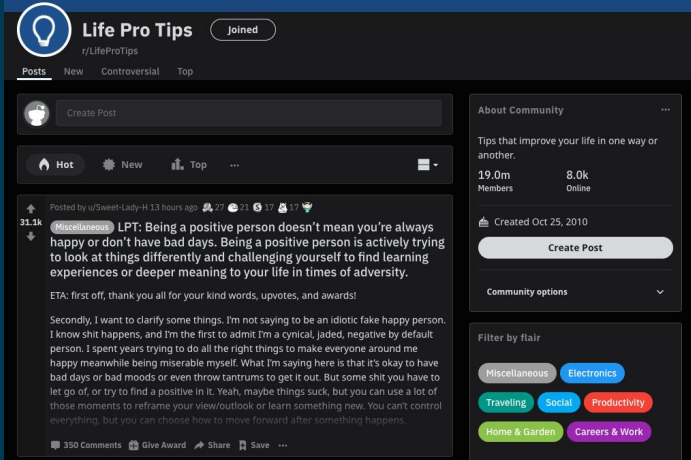 Life Pro Tips
Joined
r/LifeProTips
Posts
New
Controversial
Top
Create Post
Hot
New
Top
...
Posted by u/Sweet-Lady-H 13 hours ago 27 21 17 17
31.1k
Miscellaneous LPT: Being a positive person doesn't mean you're always
happy or don't have bad days. Being a positive person is actively trying
to look at things differently and challenging yourself to find learning
experiences or deeper meaning to your life in times of adversity.
ETA: first off, thank you all for your kind words, upvotes, and awards!
Secondly, I want to clarify some things. I'm not saying to be an idiotic fake happy person.
I know shit happens, and I'm the first to admit I'm a cynical, jaded, negative by default
person. I spent years trying to do all the right things to make everyone around me
happy meanwhile being miserable myself. What I'm saying here is that it's okay to have
bad days or bad moods or even throw tantrums to get it out. But some shit you have to
let go of, or try to find a positive in it. Yeah, maybe things suck, but you can use a lot of
those moments to reframe your view/outlook or learn something new. You can't control
everything, but you can choose how to move forward after something happens.
350 Comments Give Award Share Save ...
About Community
...
Tips that improve your life in one way or
another.
19.0m
8.0k
Members
Online
Created Oct 25, 2010
Create Post
Community options
Filter by flair
Miscellaneous
Electronics
Traveling
Social
Productivity
Home & Garden
Careers & Work